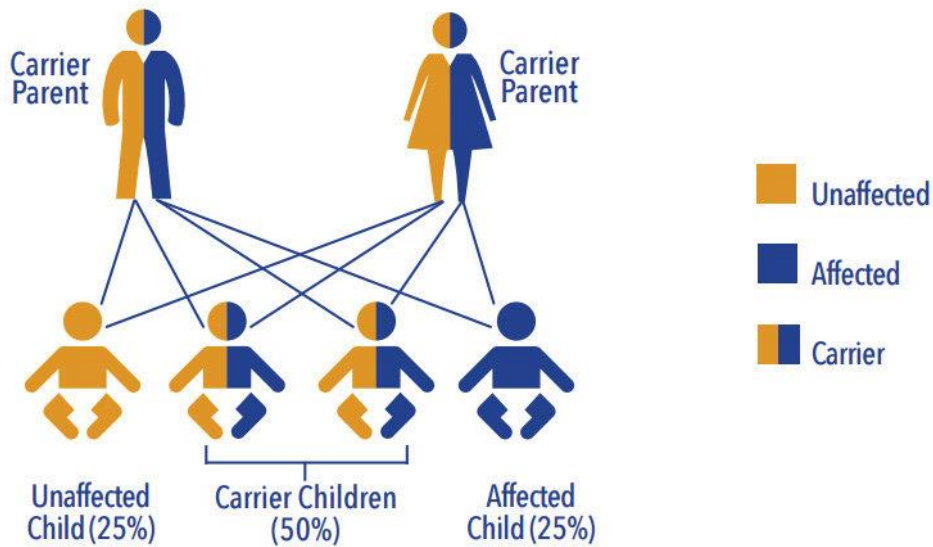 Carrier
Parent
Carrier
Parent
Unaffected
Affected
Carrier
Unaffected
Child (25%)
Carrier Children
(50%)
Affected
Child (25%)